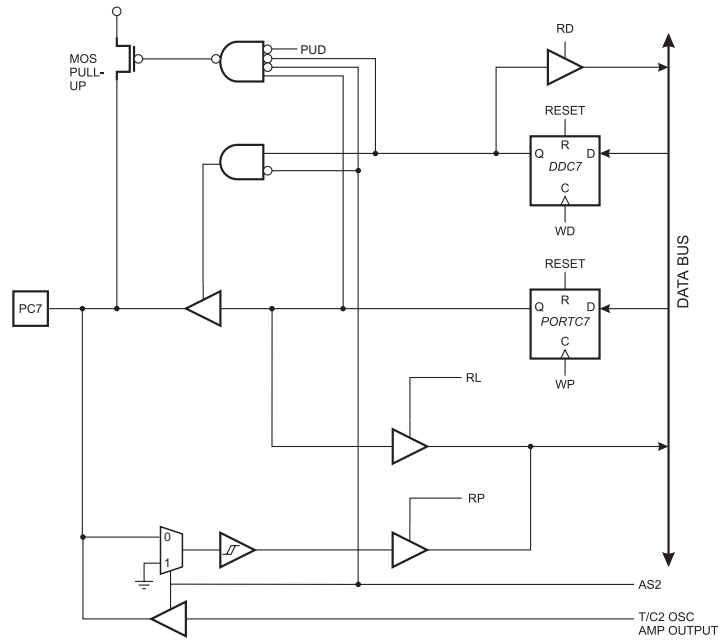 RD
MOS
PULL-
UP
PUD
RESET
R
Q
D
DDC7
C
WD
RESET
R
PC7
Q
D
PORTC7
C
WP
DATA BUS
RL
RP
0
1
AS2
T/C2 OSC
AMP OUTPUT